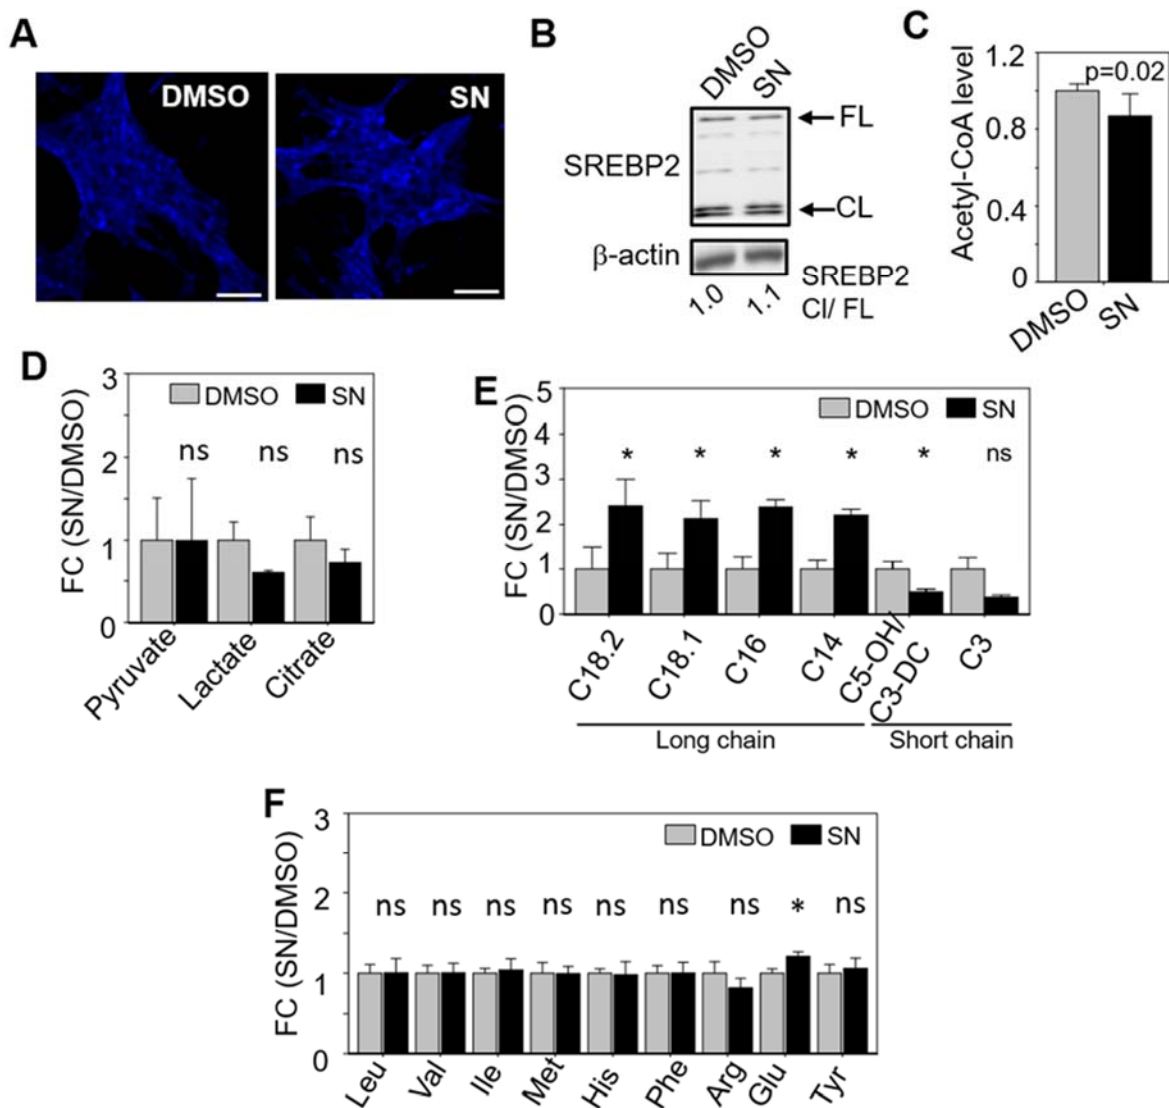 A
DMSO
SN
B
DMSO
SN
SREBP2
FL
CL
β-actin
1.0
1.1
SREBP2
Cl/ FL
C
Acetyl-CoA level
1.2
0.8
0.4
0
p=0.02
DMSO
SN
D
FC (SN/DMSO)
3
2
1
0
DMSO
SN
ns
ns
ns
Pyruvate
Lactate
Citrate
E
FC (SN/DMSO)
5
4
3
2
1
0
DMSO
SN
*
*
*
*
*
ns
C18.2
C18.1
C16
C14
C5-OH/
C3-DC
C3
Long chain
Short chain
F
FC (SN/DMSO)
3
2
1
0
DMSO
SN
ns
ns
ns
ns
ns
ns
ns
*
ns
Leu
Val
Ile
Met
His
Phe
Arg
Glu
Tyr